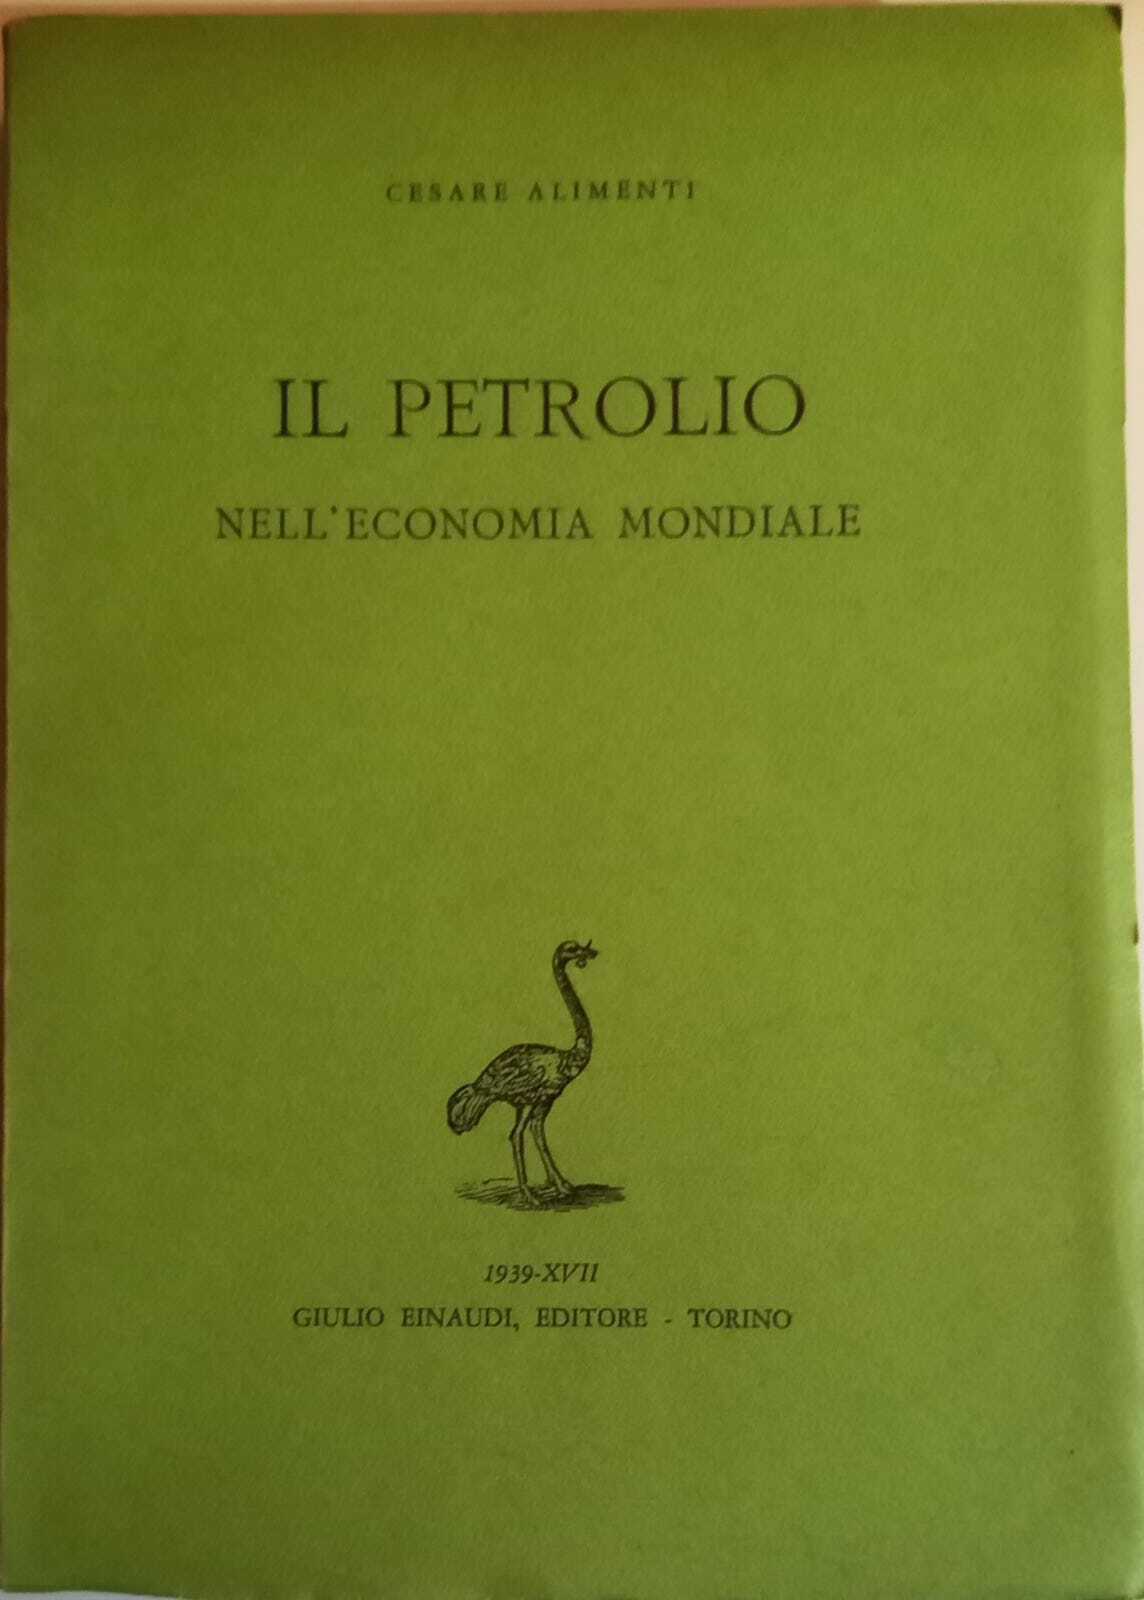 CESARE ALIMENTI
IL PETROLIO
NELL'ECONOMIA MONDIALE
1939-XVII
GIULIO EINAUDI, EDITORE - TORINO